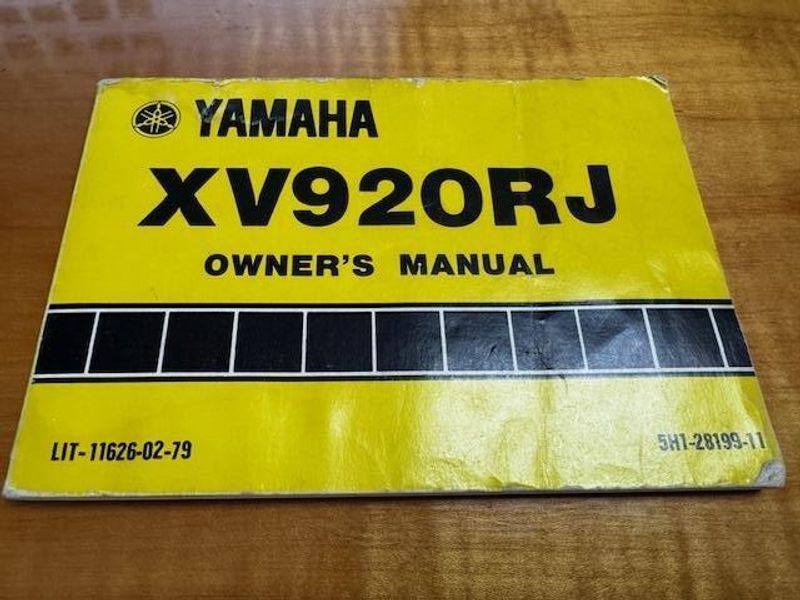 YAMAHA
XV920RJ
OWNER'S MANUAL
LIT-11626-02-79
5H1-28199-11